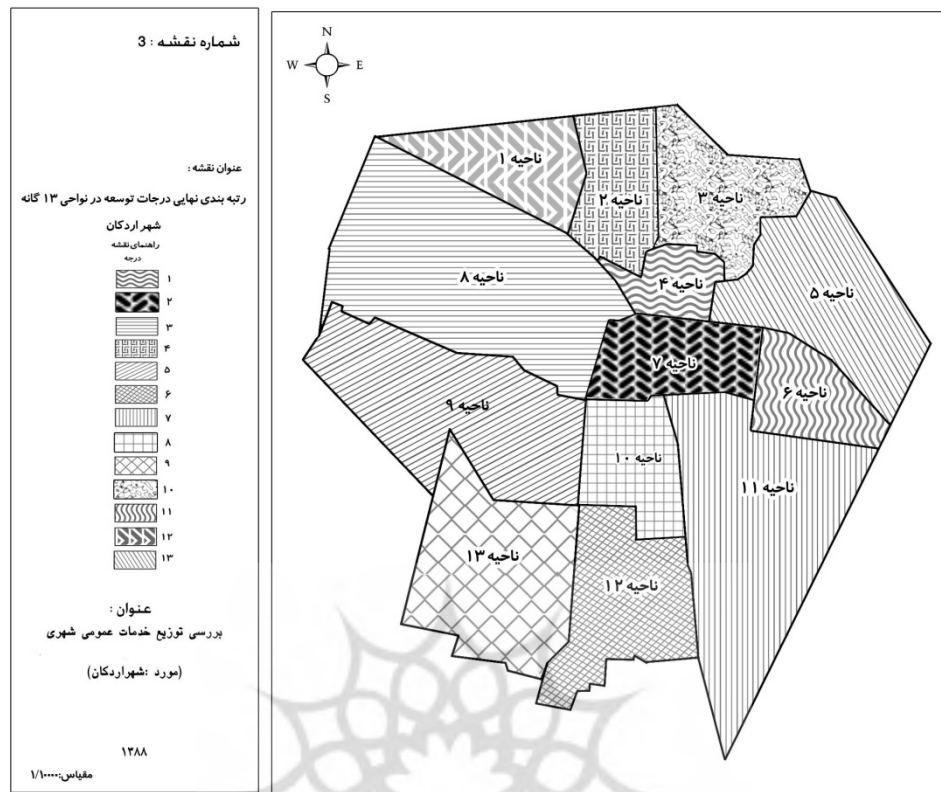 شماره نقشه : 3
عنوان نقشه :
رتبه بندی نهایی درجات توسعه در نواحی ۱۳ گانه
شهر اردکان
راهنمای نقشه
درجه
۱
۲
۳
۴
۵
۶
۷
۸
۹
۱۰
۱۱
۱۲
۱۳
عنوان :
بررسی توزیع خدمات عمومی شهری
(مورد :شهراردکان)
۱۳۸۸
مقیاس:۱/۱۰۰۰۰
N
W E
S
ناحیه ۱
ناحیه ۲
ناحیه ۳
ناحیه ۴
ناحیه ۵
ناحیه ۶
ناحیه ۷
ناحیه ۸
ناحیه ۹
ناحیه ۱۰
ناحیه ۱۱
ناحیه ۱۲
ناحیه ۱۳